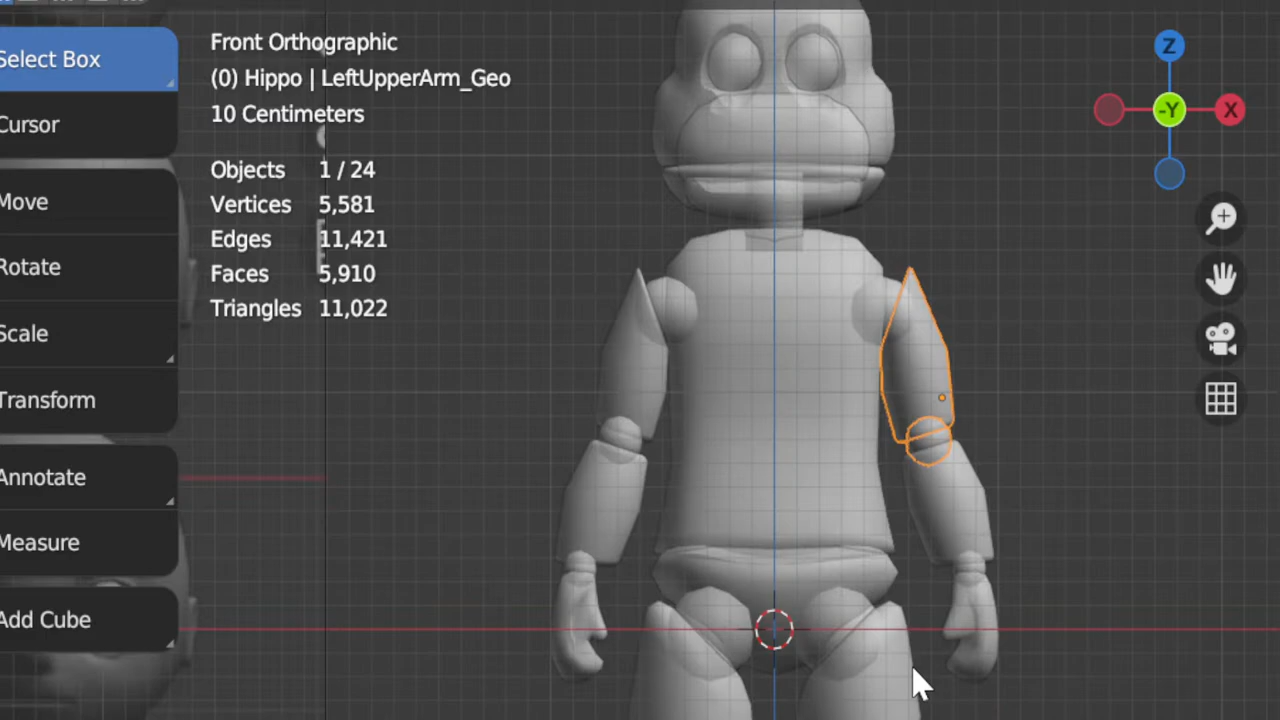 Select Box
Cursor
Move
Rotate
Scale
Transform
Annotate
Measure
Add Cube
Front Orthographic
(0) Hippo | LeftUpperArm_Geo
10 Centimeters
Objects 1 / 24
Vertices 5,581
Edges 11,421
Faces 5,910
Triangles 11,022
Z
-Y
X